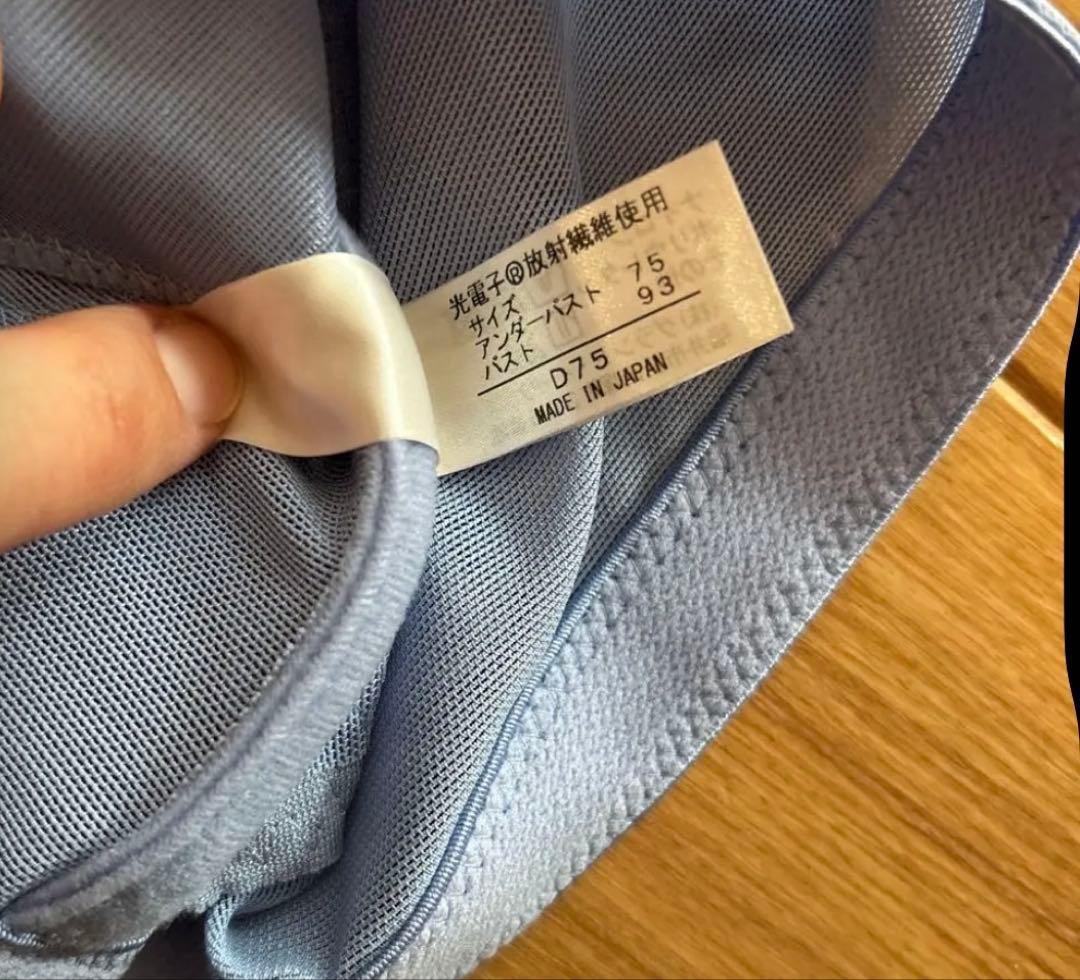 光電子®放射繊維使用
サイズ
アンダーバスト 75
バスト 93
D75
MADE IN JAPAN